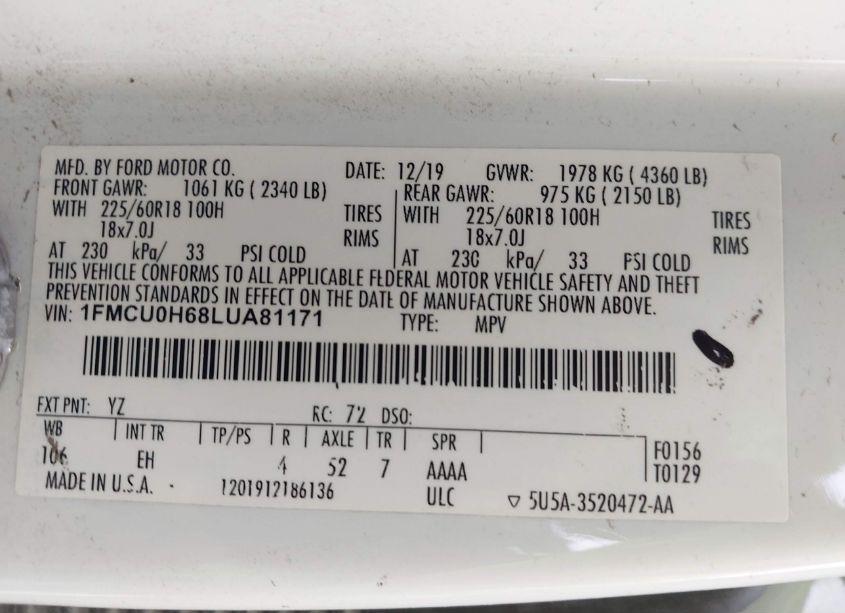 MFD. BY FORD MOTOR CO. DATE: 12/19 GVWR: 1978 KG ( 4360 LB)
FRONT GAWR: 1061 KG ( 2340 LB) REAR GAWR: 975 KG ( 2150 LB)
WITH 225/60R18 100H TIRES WITH 225/60R18 100H TIRES
18x7.0J RIMS 18x7.0J RIMS
AT 230 kPa/ 33 PSI COLD AT 230 kPa/ 33 PSI COLD
THIS VEHICLE CONFORMS TO ALL APPLICABLE FEDERAL MOTOR VEHICLE SAFETY AND THEFT
PREVENTION STANDARDS IN EFFECT ON THE DATE OF MANUFACTURE SHOWN ABOVE.
VIN: 1FMCU0H68LUA81171 TYPE: MPV
EXT PNT: YZ RC: 72 DSO:
WB INT TR TP/PS R AXLE TR SPR F0156
106 EH 4 52 7 AAAA T0129
MADE IN U.S.A. 1201912186136 ULC ▽ 5U5A-3520472-AA